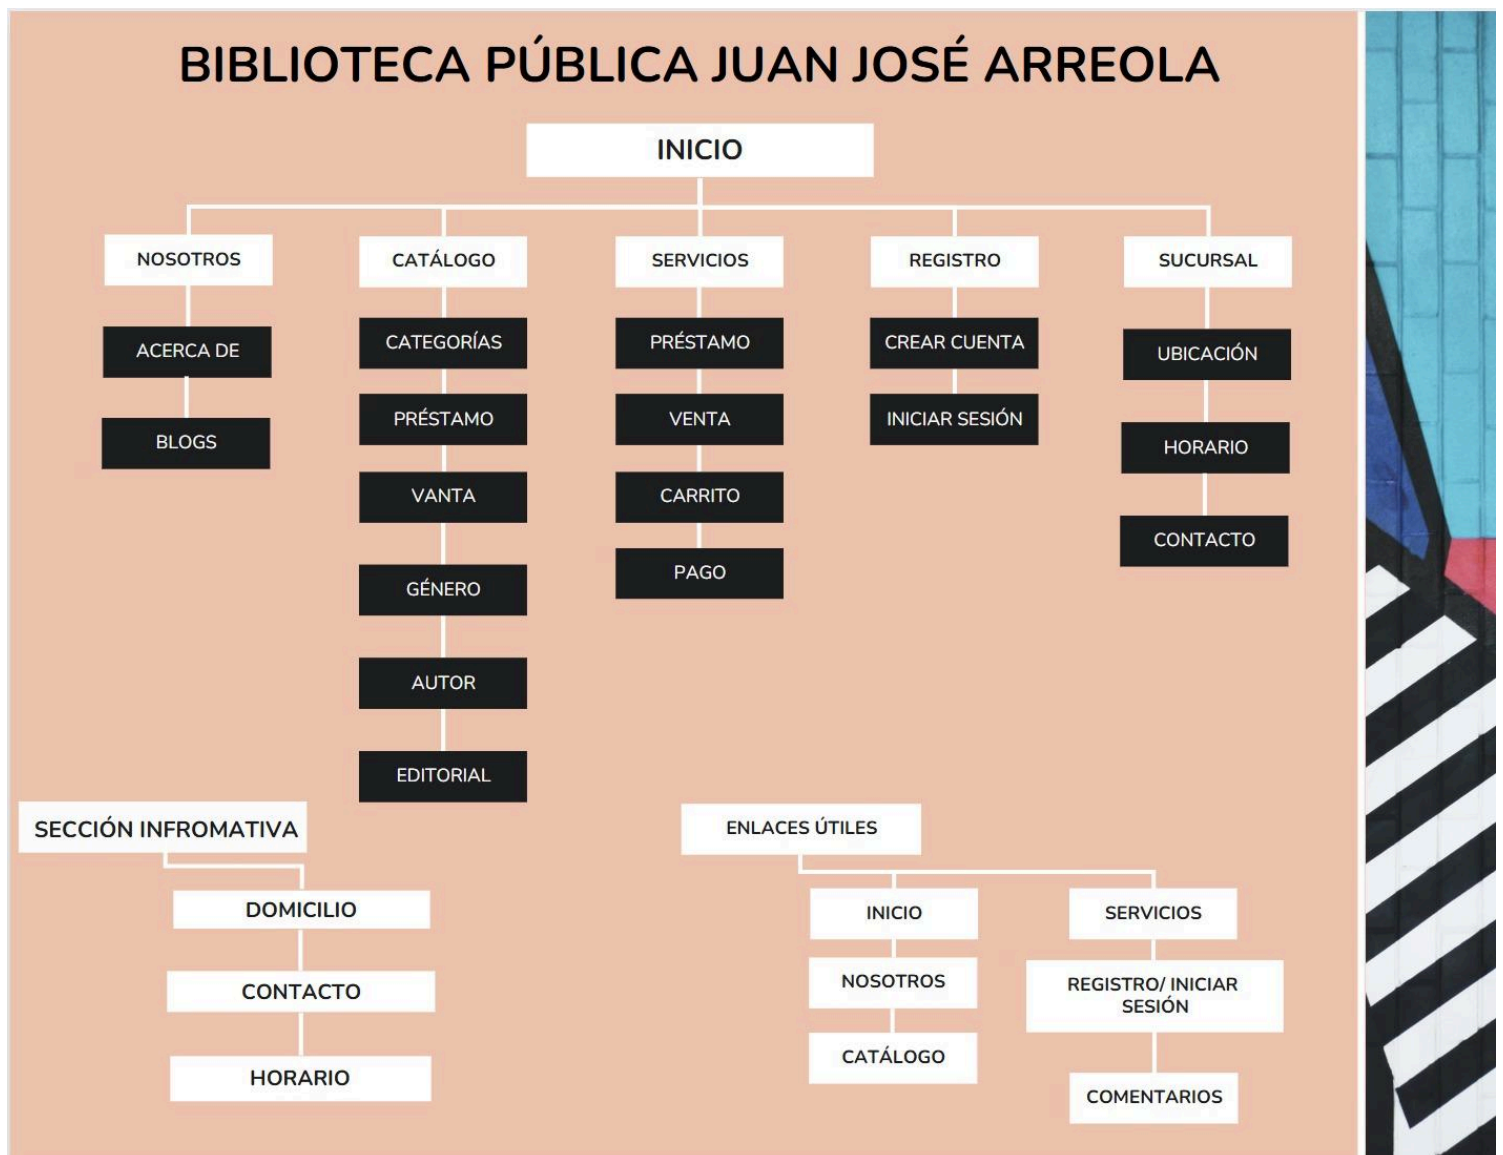 BIBLIOTECA PÚBLICA JUAN JOSÉ ARREOLA
INICIO
NOSOTROS
ACERCA DE
BLOGS
CATÁLOGO
CATEGORÍAS
PRÉSTAMO
VANTA
GÉNERO
AUTOR
EDITORIAL
SERVICIOS
PRÉSTAMO
VENTA
CARRITO
PAGO
REGISTRO
CREAR CUENTA
INICIAR SESIÓN
SUCURSAL
UBICACIÓN
HORARIO
CONTACTO
SECCIÓN INFROMATIVA
DOMICILIO
CONTACTO
HORARIO
ENLACES ÚTILES
INICIO
NOSOTROS
CATÁLOGO
SERVICIOS
REGISTRO/ INICIAR
SESIÓN
COMENTARIOS